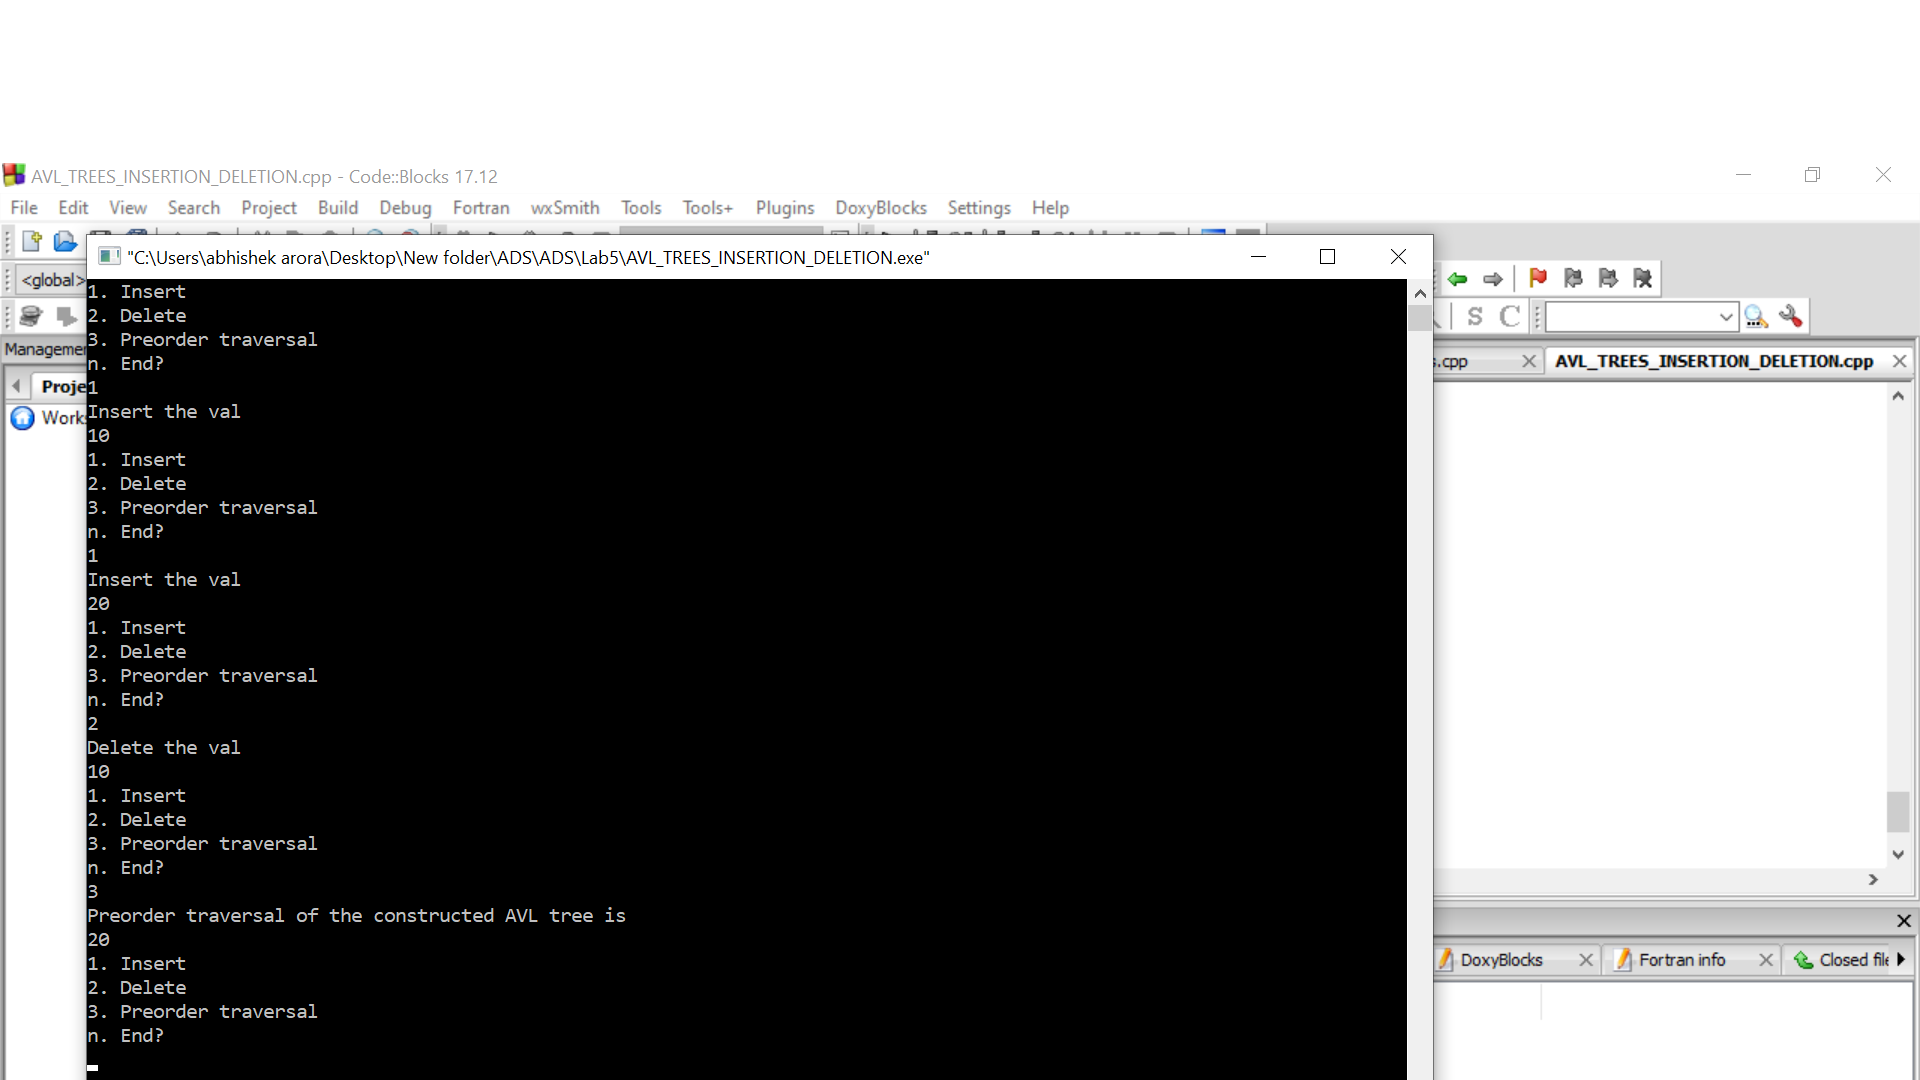 AVL_TREES_INSERTION_DELETION.cpp - Code::Blocks 17.12
File Edit View Search Project Build Debug Fortran wxSmith Tools Tools+ Plugins DoxyBlocks Settings Help
"C:\Users\abhishek arora\Desktop\New folder\ADS\ADS\Lab5\AVL_TREES_INSERTION_DELETION.exe"
<global>
S C
.cpp
AVL_TREES_INSERTION_DELETION.cpp
1. Insert
2. Delete
3. Preorder traversal
n. End?
1
Insert the val
10
1. Insert
2. Delete
3. Preorder traversal
n. End?
1
Insert the val
20
1. Insert
2. Delete
3. Preorder traversal
n. End?
2
Delete the val
10
1. Insert
2. Delete
3. Preorder traversal
n. End?
3
Preorder traversal of the constructed AVL tree is
20
1. Insert
2. Delete
3. Preorder traversal
n. End?
DoxyBlocks
Fortran info
Closed file